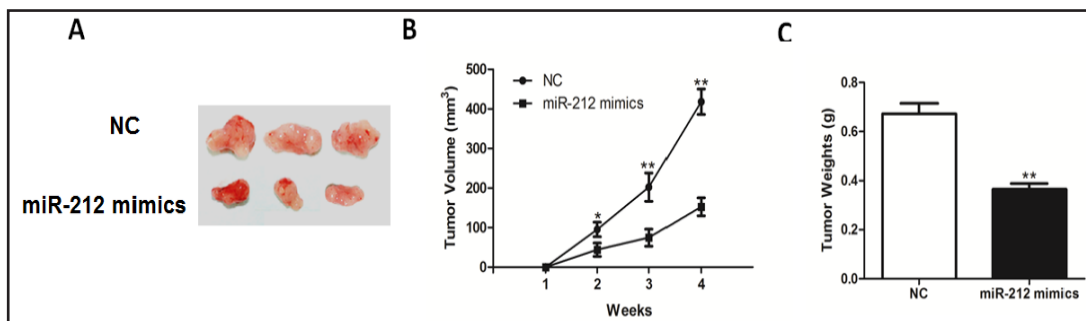 A
NC
miR-212 mimics
B
Tumor Volume (mm³)
500
400
300
200
100
0
NC
miR-212 mimics
*
**
**
1 2 3 4
Weeks
C
Tumor Weights (g)
0.8
0.6
0.4
0.2
0.0
**
NC miR-212 mimics